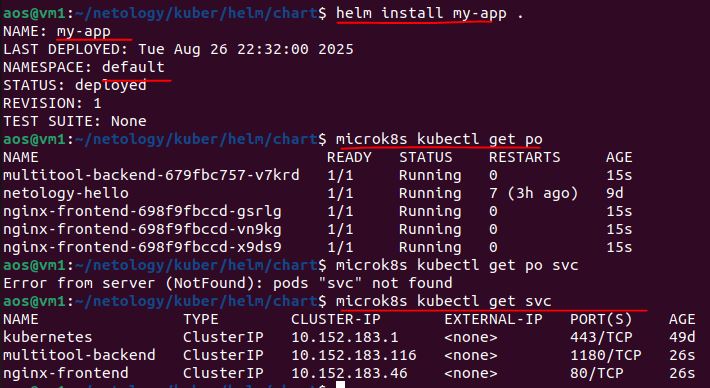 aos@vm1:~/netology/kuber/helm/chart$ helm install my-app .
NAME: my-app
LAST DEPLOYED: Tue Aug 26 22:32:00 2025
NAMESPACE: default
STATUS: deployed
REVISION: 1
TEST SUITE: None
aos@vm1:~/netology/kuber/helm/chart$ microk8s kubectl get po
NAME READY STATUS RESTARTS AGE
multitool-backend-679fbc757-v7krd 1/1 Running 0 15s
netology-hello 1/1 Running 7 (3h ago) 9d
nginx-frontend-698f9fbccd-gsrlg 1/1 Running 0 15s
nginx-frontend-698f9fbccd-vn9kg 1/1 Running 0 15s
nginx-frontend-698f9fbccd-x9ds9 1/1 Running 0 15s
aos@vm1:~/netology/kuber/helm/chart$ microk8s kubectl get po svc
Error from server (NotFound): pods "svc" not found
aos@vm1:~/netology/kuber/helm/chart$ microk8s kubectl get svc
NAME TYPE CLUSTER-IP EXTERNAL-IP PORT(S) AGE
kubernetes ClusterIP 10.152.183.1 <none> 443/TCP 49d
multitool-backend ClusterIP 10.152.183.116 <none> 1180/TCP 26s
nginx-frontend ClusterIP 10.152.183.46 <none> 80/TCP 26s
aos@vm1:~/netology/kuber/helm/chart$